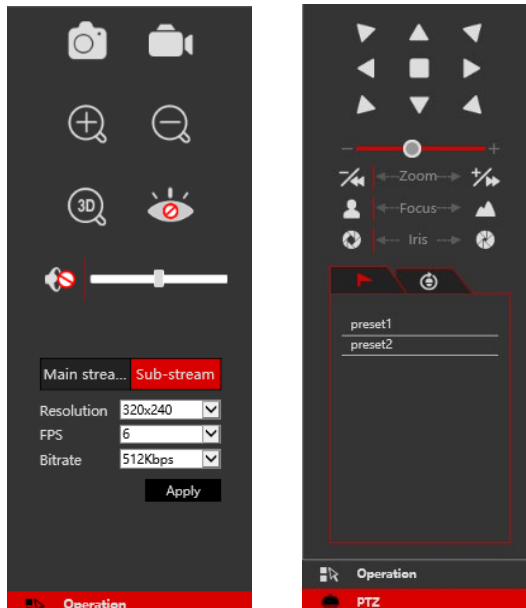 3D
Main strea... Sub-stream
Resolution 320x240
FPS 6
Bitrate 512Kbps
Apply
Operation
Zoom
Focus
Iris
preset1
preset2
Operation
PTZ